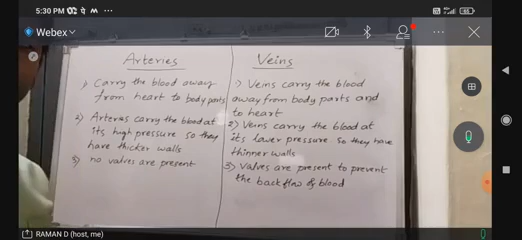 5:30 PM
Webex
Arteries
1) Carry the blood away
from heart to body parts
2) Arteries carry the blood at
its high pressure so they
have thicker walls
3) no valves are present
Veins
1) Veins carry the blood
away from body parts and
to heart
2) Veins carry the blood at
its lower pressure so they have
thinner walls
3) Valves are present to prevent
the back flow of blood
RAMAN D (host, me)